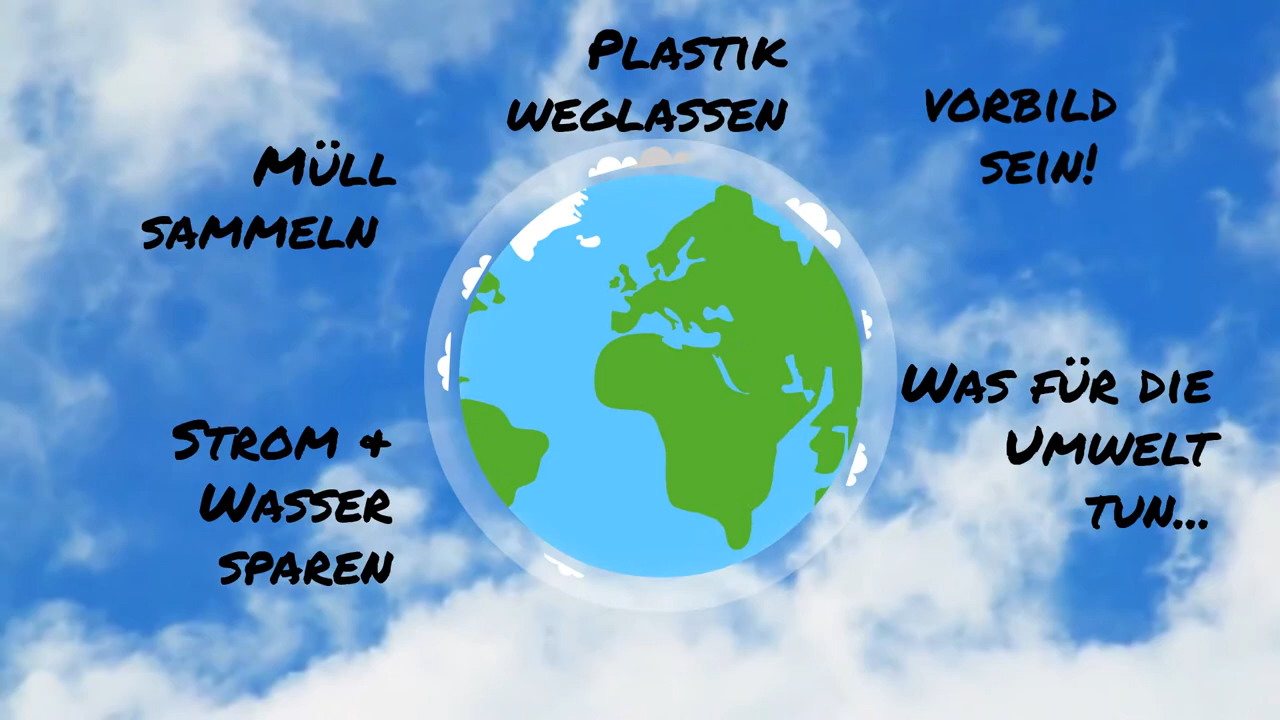 Plastik
weglassen
vorbild
sein!
Müll
sammeln
Was für die
Umwelt
tun...
Strom &
Wasser
sparen